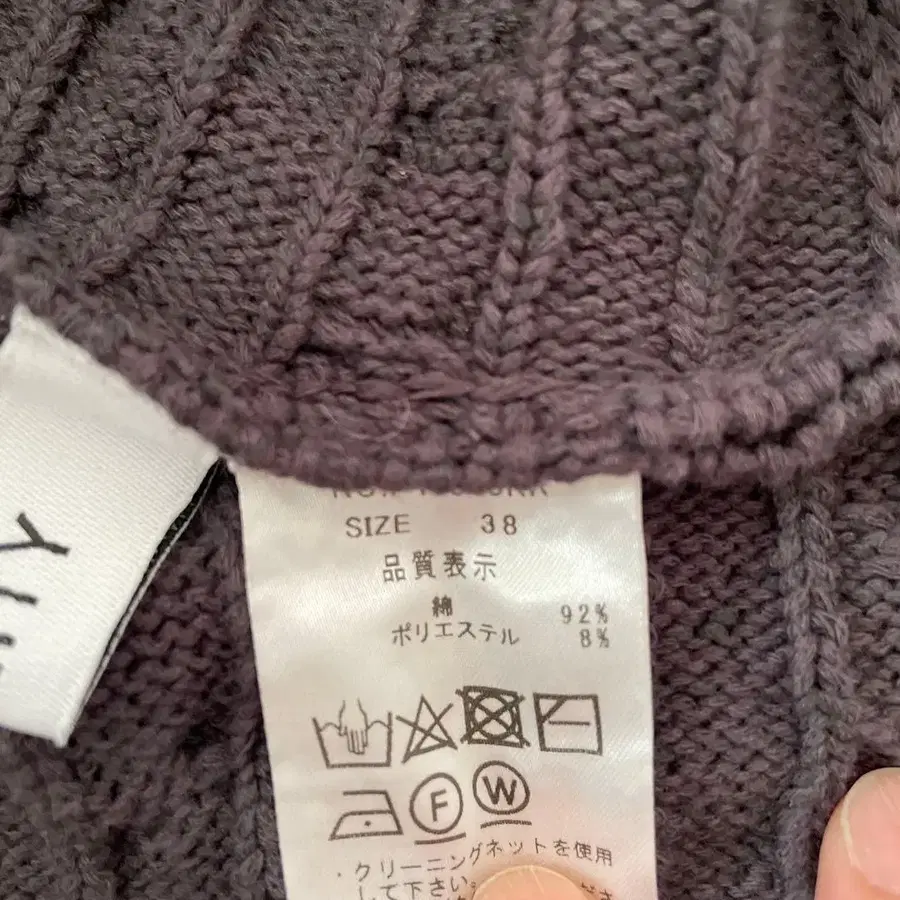 SIZE 38
品質表示
綿 92%
ポリエステル 8%
F W
・クリーニングネットを使用
して下さい。